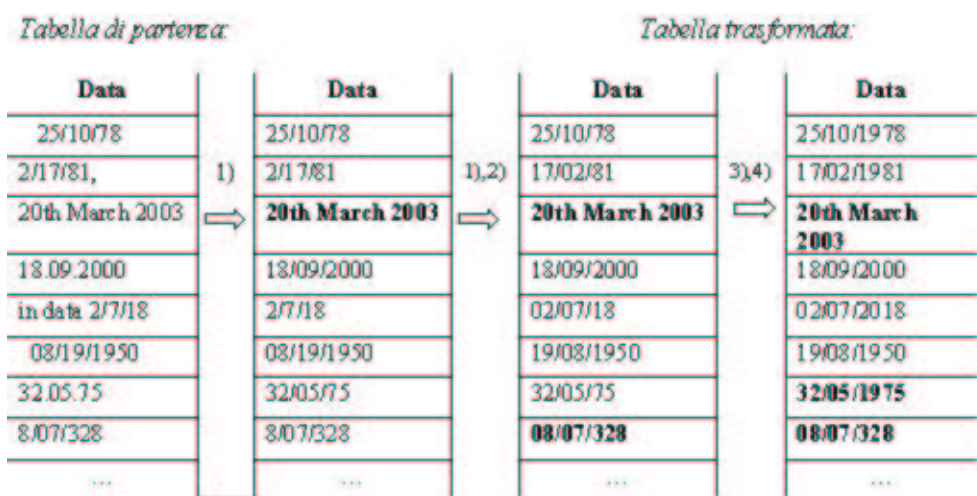 Tabella di partenza:
Tabella trasformata:
Data Data Data Data
25/10/78 25/10/78 25/10/78 25/10/1978
2/17/81, 1) 2/17/81 1),2) 17/02/81 3),4) 17/02/1981
20th March 2003 20th March 2003 20th March 2003 20th March
2003
18.09.2000 18/09/2000 18/09/2000 18/09/2000
in data 2/7/18 2/7/18 02/07/18 02/07/2018
08/19/1950 08/19/1950 19/08/1950 19/08/1950
32.05.75 32/05/75 32/05/75 32/05/1975
8/07/328 8/07/328 08/07/328 08/07/328
... ... ... ...